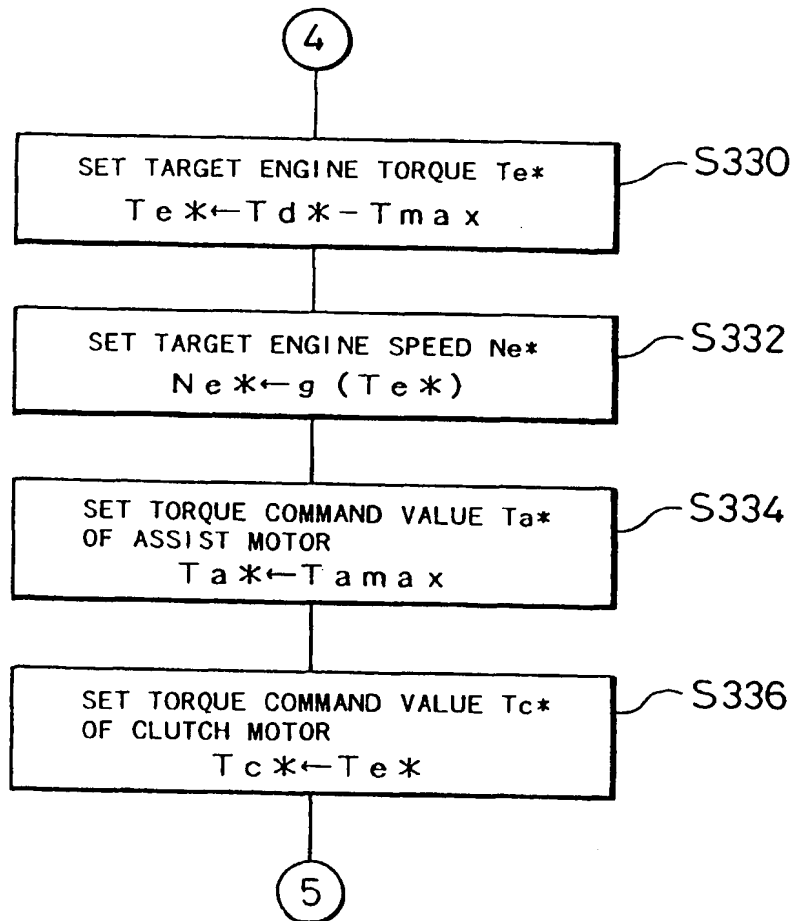 4
SET TARGET ENGINE TORQUE Te*
Te*←Td*-Tmax
S330
SET TARGET ENGINE SPEED Ne*
Ne*←g(Te*)
S332
SET TORQUE COMMAND VALUE Ta*
OF ASSIST MOTOR
Ta*←Tamax
S334
SET TORQUE COMMAND VALUE Tc*
OF CLUTCH MOTOR
Tc*←Te*
S336
5